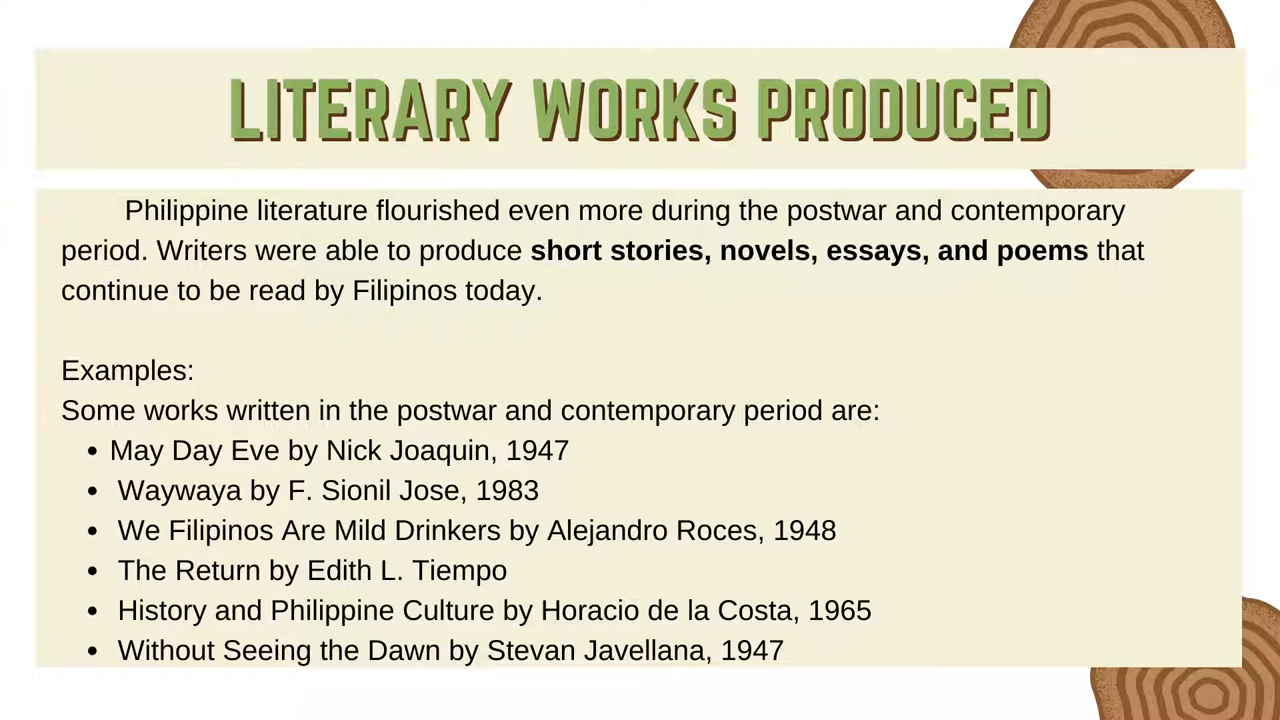 LITERARY WORKS PRODUCED
Philippine literature flourished even more during the postwar and contemporary
period. Writers were able to produce short stories, novels, essays, and poems that
continue to be read by Filipinos today.
Examples:
Some works written in the postwar and contemporary period are:
• May Day Eve by Nick Joaquin, 1947
• Waywaya by F. Sionil Jose, 1983
• We Filipinos Are Mild Drinkers by Alejandro Roces, 1948
• The Return by Edith L. Tiempo
• History and Philippine Culture by Horacio de la Costa, 1965
• Without Seeing the Dawn by Stevan Javellana, 1947